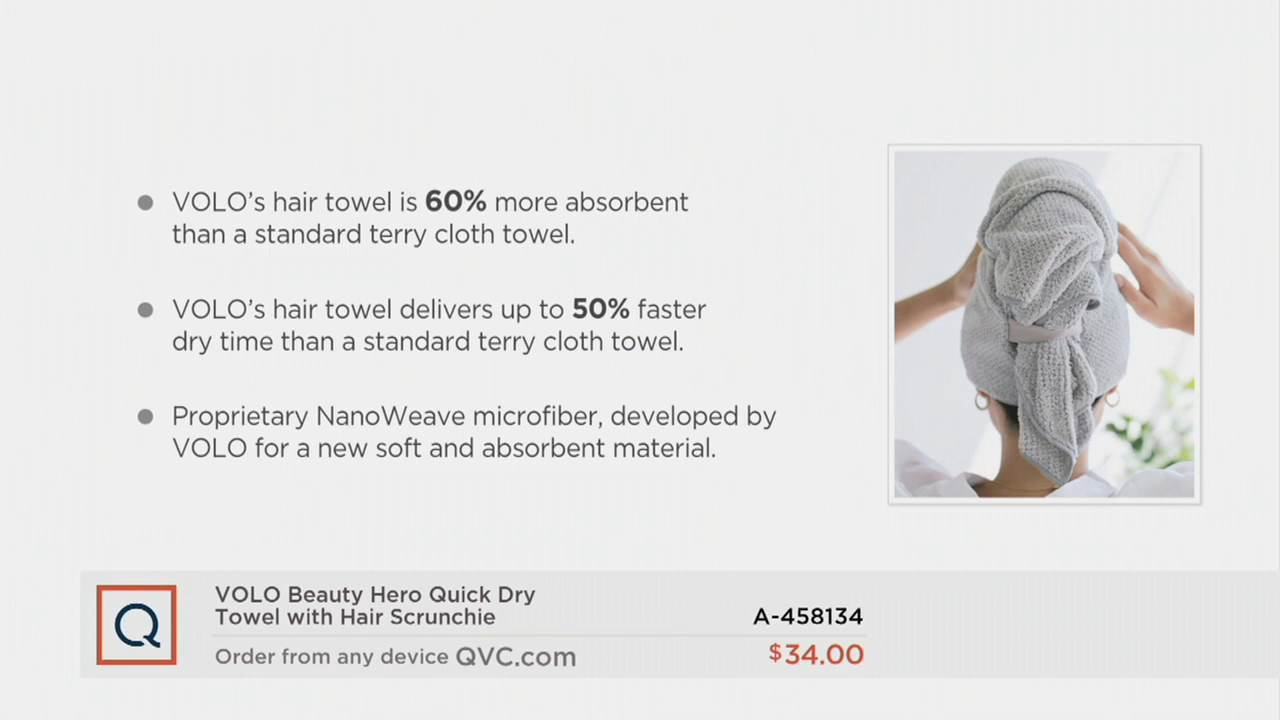 VOLO’s hair towel is 60% more absorbent
than a standard terry cloth towel.
VOLO’s hair towel delivers up to 50% faster
dry time than a standard terry cloth towel.
Proprietary NanoWeave microfiber, developed by
VOLO for a new soft and absorbent material.
Q
VOLO Beauty Hero Quick Dry
Towel with Hair Scrunchie
A-458134
Order from any device QVC.com
$34.00